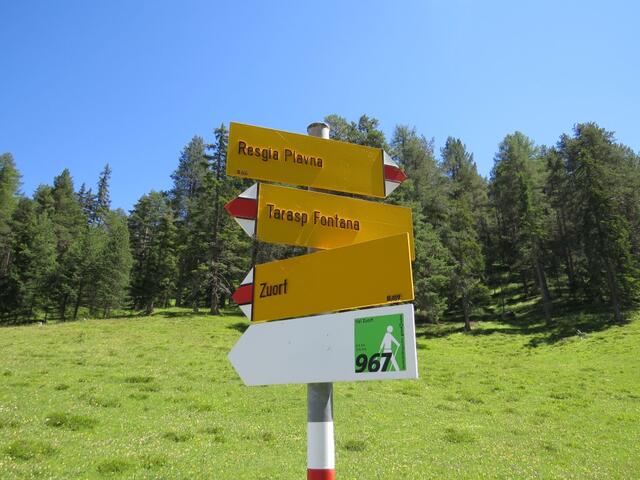 Resgia Plavna
Tarasp Fontana
Zuort
967